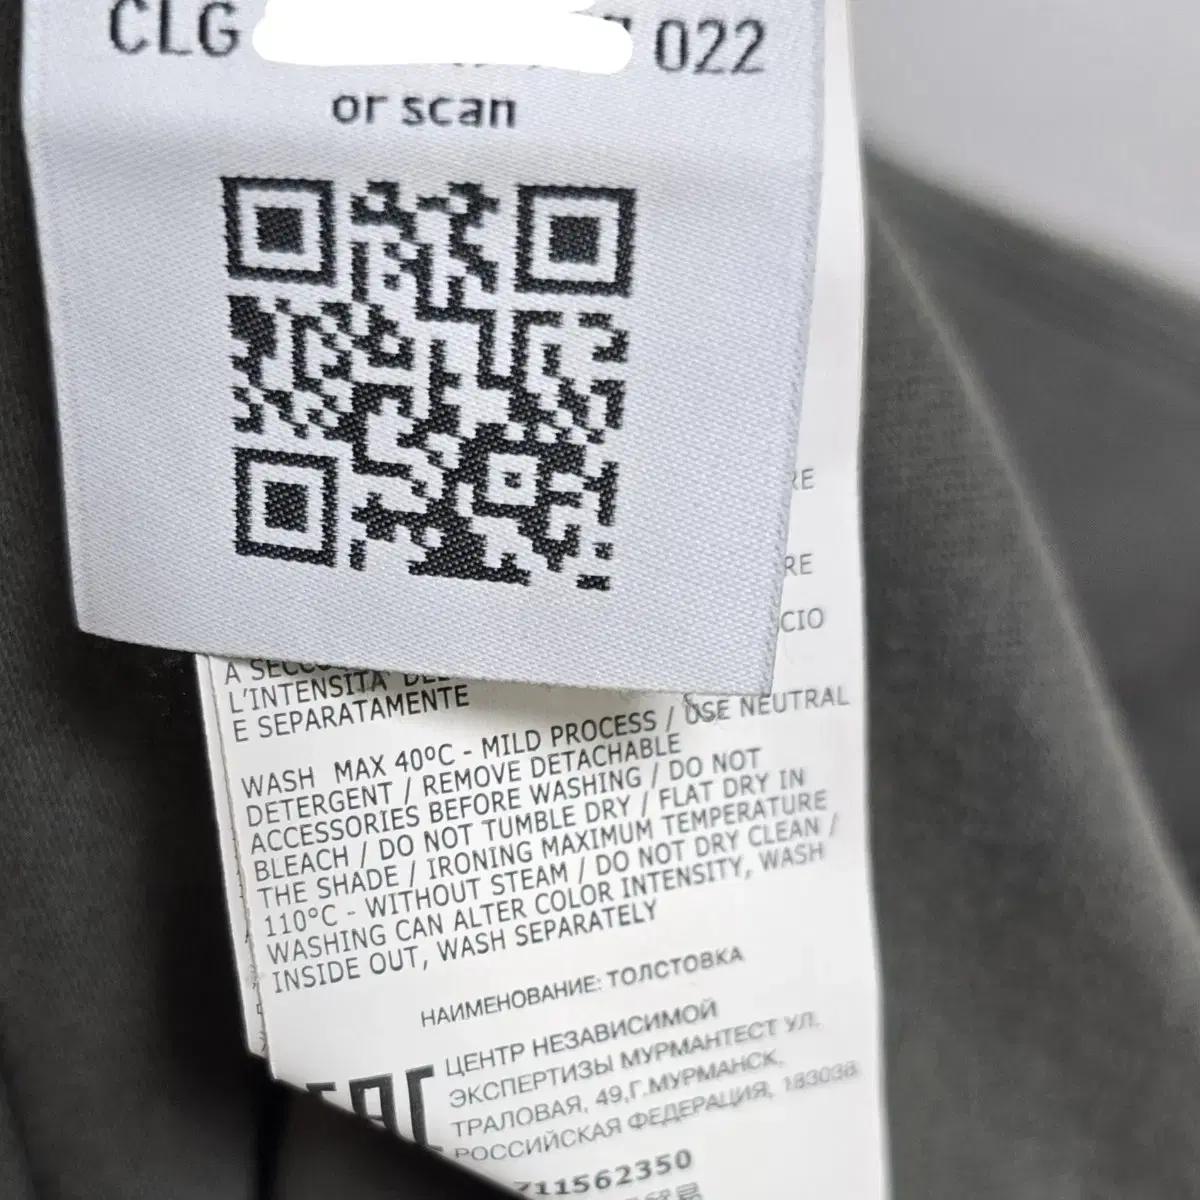 CLG 022
or scan
RE
RE
CIO
A SECCO
L'INTENSITA'
E SEPARATAMENTE
WASH MAX 40°C - MILD PROCESS / USE NEUTRAL
DETERGENT / REMOVE DETACHABLE
ACCESSORIES BEFORE WASHING / DO NOT
BLEACH / DO NOT TUMBLE DRY / FLAT DRY IN
THE SHADE / IRONING MAXIMUM TEMPERATURE
110°C - WITHOUT STEAM / DO NOT DRY CLEAN /
WASHING CAN ALTER COLOR INTENSITY, WASH
INSIDE OUT, WASH SEPARATELY
НАИМЕНОВАНИЕ: ТОЛСТОВКА
ЦЕНТР НЕЗАВИСИМОЙ
ЭКСПЕРТИЗЫ МУРМАНТЕСТ УЛ.
ТРАЛОВАЯ, 49,Г.МУРМАНСК,
РОССИЙСКАЯ ФЕДЕРАЦИЯ, 183038
EAC
711562350